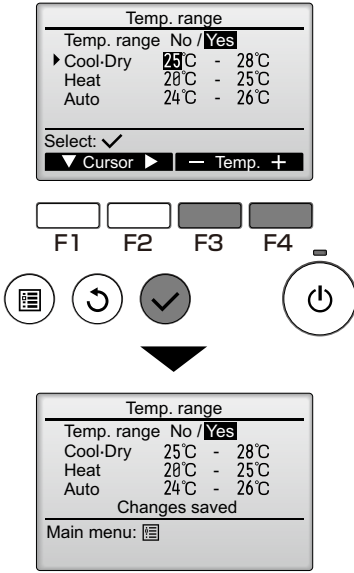 Temp. range
Temp. range No / Yes
Cool·Dry 25°C - 28°C
Heat 20°C - 25°C
Auto 24°C - 26°C
Select: ✓
▼ Cursor ▶ — Temp. +
F1 F2 F3 F4
Temp. range
Temp. range No / Yes
Cool·Dry 25°C - 28°C
Heat 20°C - 25°C
Auto 24°C - 26°C
Changes saved
Main menu: